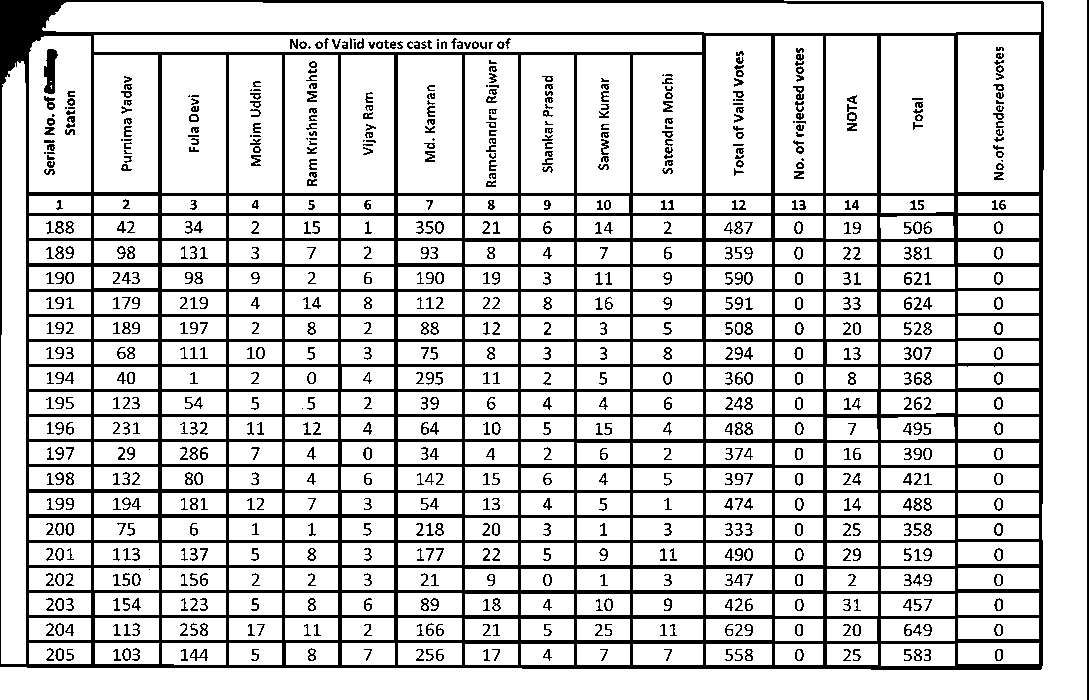 No. of Valid votes cast in favour of
Serial No. of Station Purnima Yadav Fula Devi Mokim Uddin Ram Krishna Mahto Vijay Ram Md. Kamran Ramchandra Rajwar Shankar Prasad Sarwan Kumar Satendra Mochi Total of Valid Votes No. of rejected votes NOTA Total No.of tendered votes
1 2 3 4 5 6 7 8 9 10 11 12 13 14 15 16
188 42 34 2 15 1 350 21 6 14 2 487 0 19 506 0
189 98 131 3 7 2 93 8 4 7 6 359 0 22 381 0
190 243 98 9 2 6 190 19 3 11 9 590 0 31 621 0
191 179 219 4 14 8 112 22 8 16 9 591 0 33 624 0
192 189 197 2 8 2 88 12 2 3 5 508 0 20 528 0
193 68 111 10 5 3 75 8 3 3 8 294 0 13 307 0
194 40 1 2 0 4 295 11 2 5 0 360 0 8 368 0
195 123 54 5 5 2 39 6 4 4 6 248 0 14 262 0
196 231 132 11 12 4 64 10 5 15 4 488 0 7 495 0
197 29 286 7 4 0 34 4 2 6 2 374 0 16 390 0
198 132 80 3 4 6 142 15 6 4 5 397 0 24 421 0
199 194 181 12 7 3 54 13 4 5 1 474 0 14 488 0
200 75 6 1 1 5 218 20 3 1 3 333 0 25 358 0
201 113 137 5 8 3 177 22 5 9 11 490 0 29 519 0
202 150 156 2 2 3 21 9 0 1 3 347 0 2 349 0
203 154 123 5 8 6 89 18 4 10 9 426 0 31 457 0
204 113 258 17 11 2 166 21 5 25 11 629 0 20 649 0
205 103 144 5 8 7 256 17 4 7 7 558 0 25 583 0